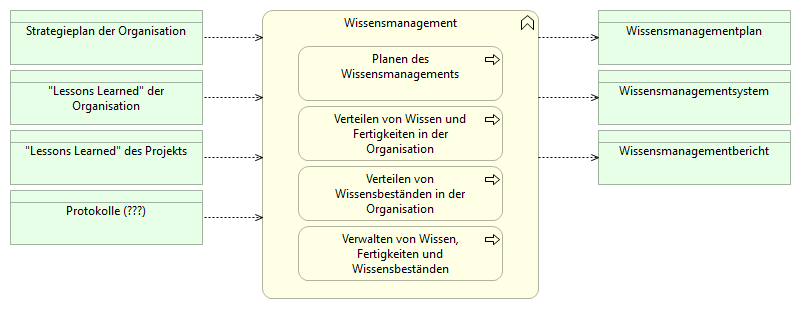 Strategieplan der Organisation
"Lessons Learned" der
Organisation
"Lessons Learned" des Projekts
Protokolle (???)
Wissensmanagement
Planen des
Wissensmanagements
Verteilen von Wissen und
Fertigkeiten in der
Organisation
Verteilen von
Wissensbeständen in der
Organisation
Verwalten von Wissen,
Fertigkeiten und
Wissensbeständen
Wissensmanagementplan
Wissensmanagementsystem
Wissensmanagementbericht